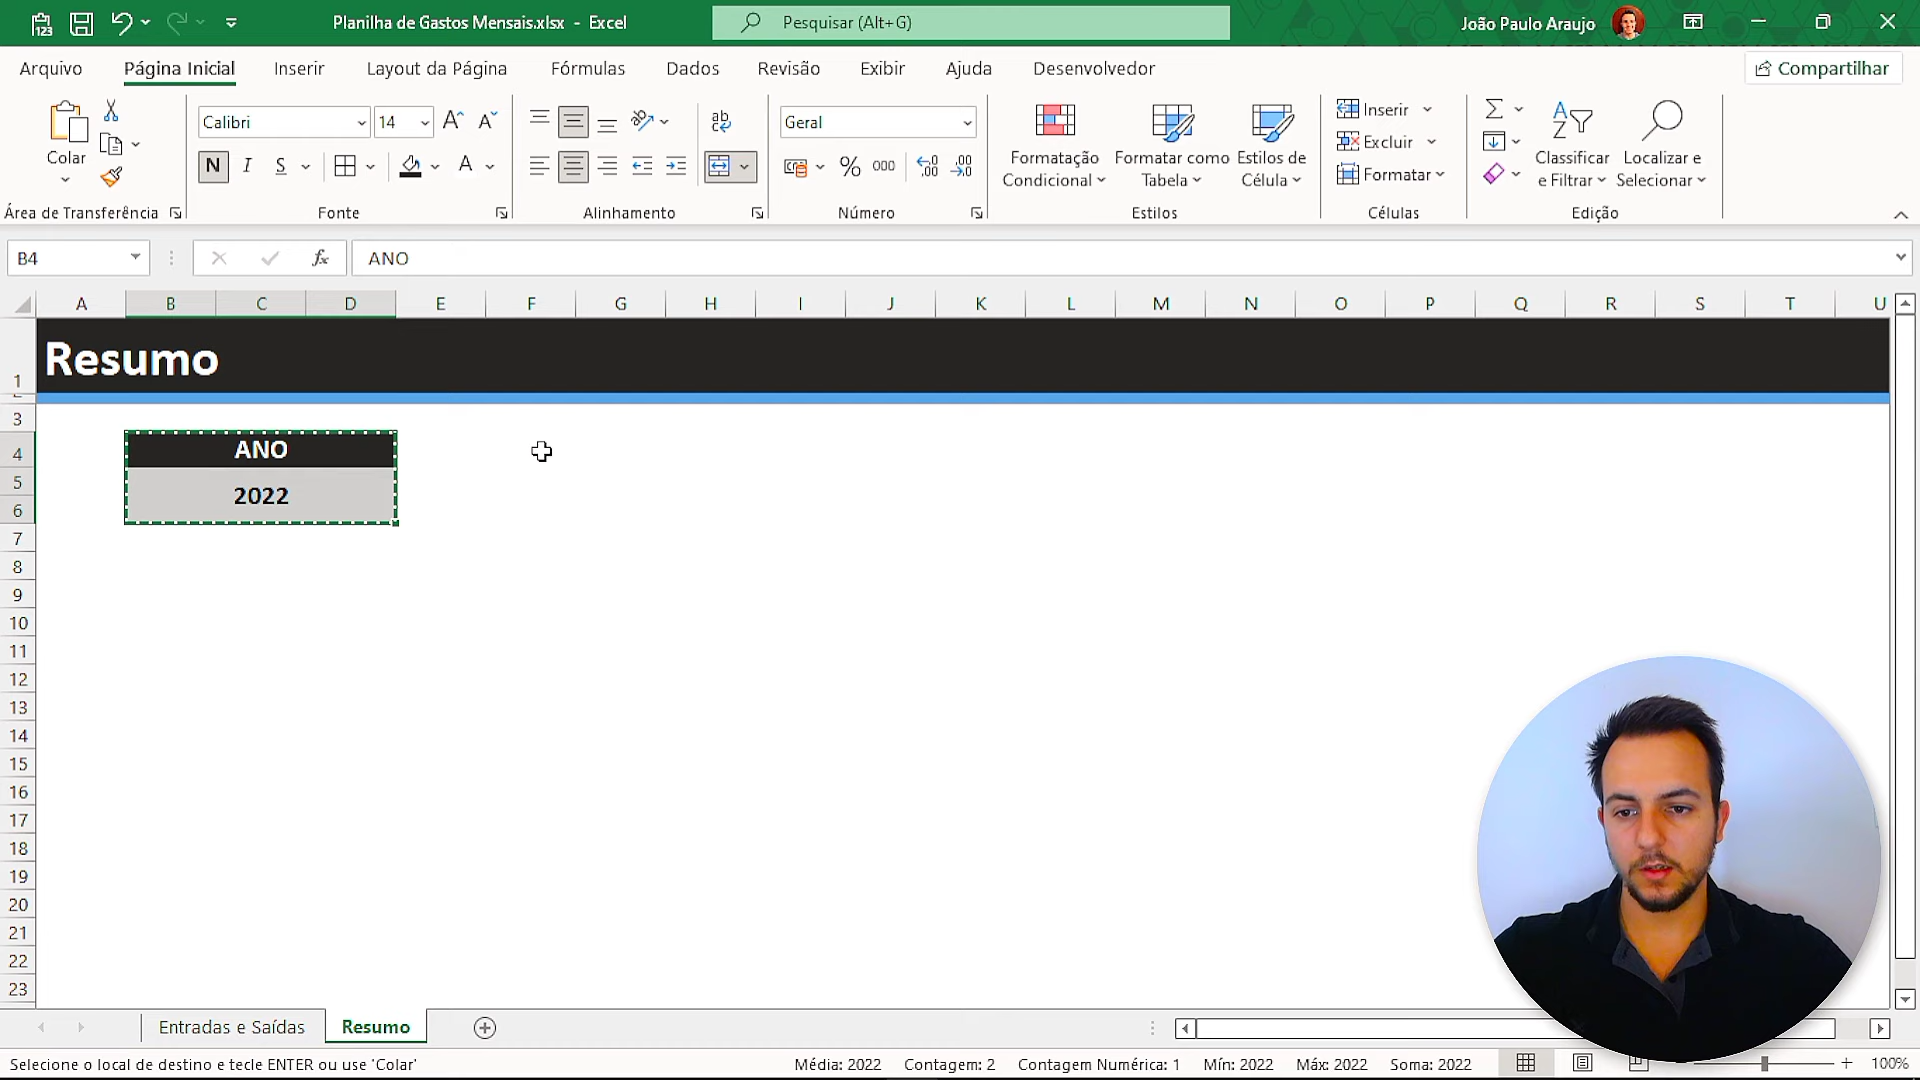 Planilha de Gastos Mensais.xlsx - Excel
Pesquisar (Alt+G)
João Paulo Araujo
Arquivo
Página Inicial
Inserir
Layout da Página
Fórmulas
Dados
Revisão
Exibir
Ajuda
Desenvolvedor
Compartilhar
Colar
Área de Transferência
Calibri
14
N I S
A
Fonte
ab
Alinhamento
Geral
% 000
Número
Formatação Condicional
Formatar como Tabela
Estilos de Célula
Estilos
Inserir
Excluir
Formatar
Células
Classificar e Filtrar
Localizar e Selecionar
Edição
B4
fx
ANO
A B C D E F G H I J K L M N O P Q R S T U
1
Resumo
3
4
ANO
5
2022
6
7
8
9
10
11
12
13
14
15
16
17
18
19
20
21
22
23
Entradas e Saídas
Resumo
Selecione o local de destino e tecle ENTER ou use 'Colar'
Média: 2022
Contagem: 2
Contagem Numérica: 1
Mín: 2022
Máx: 2022
Soma: 2022
100%